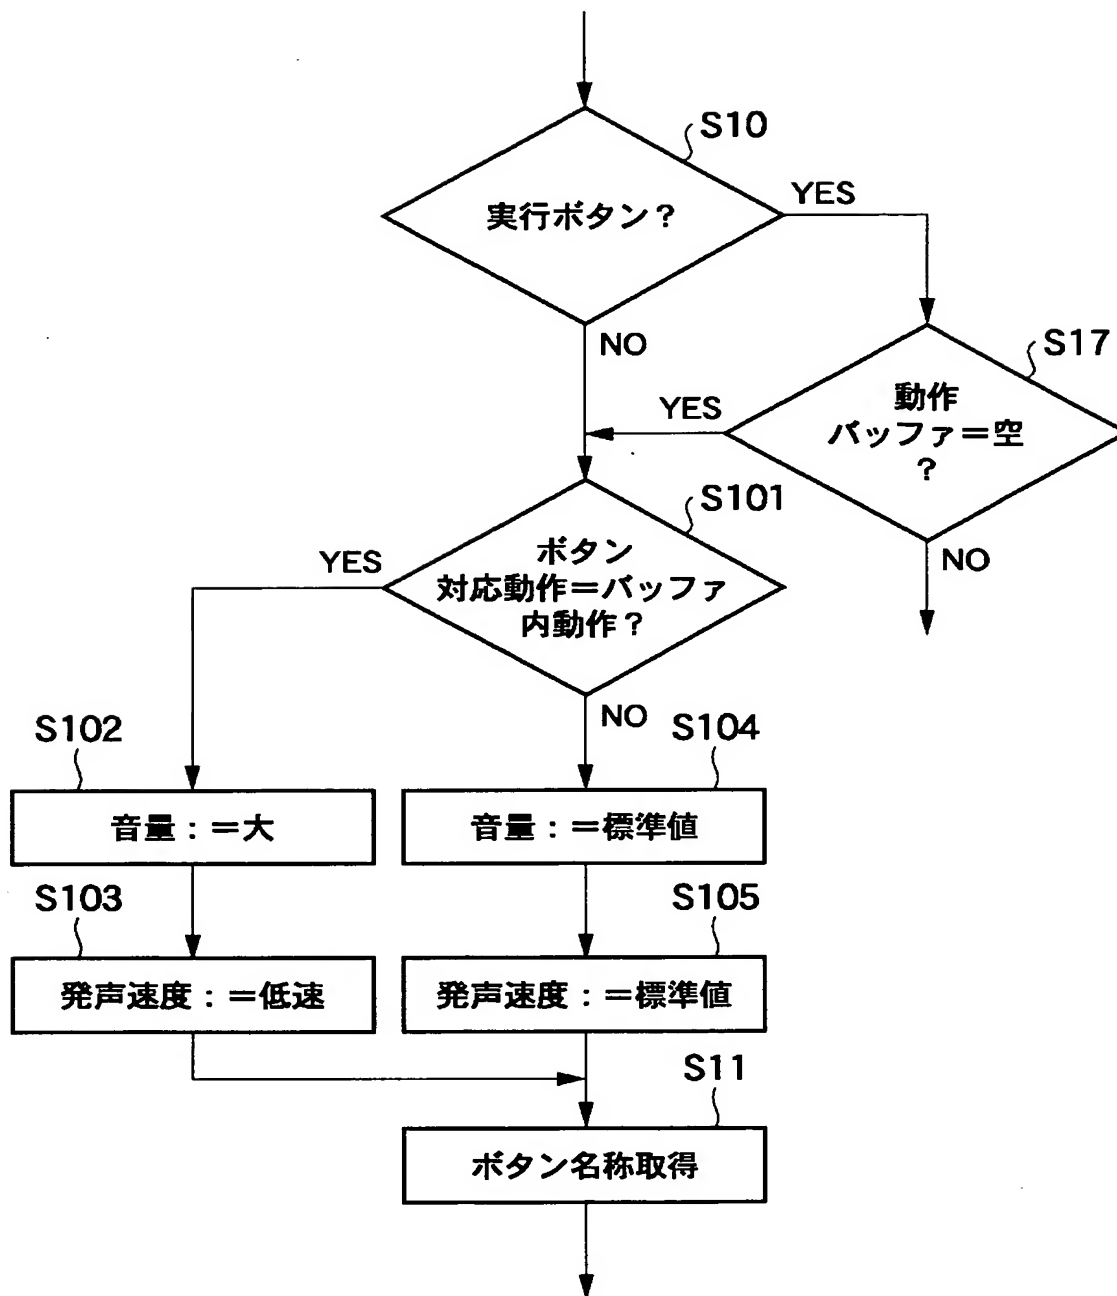 S10
実行ボタン？
YES
NO
S17
動作
バッファ＝空
？
YES
NO
S101
ボタン
対応動作＝バッファ
内動作？
YES
NO
S102
音量：＝大
S104
音量：＝標準値
S103
発声速度：＝低速
S105
発声速度：＝標準値
S11
ボタン名称取得